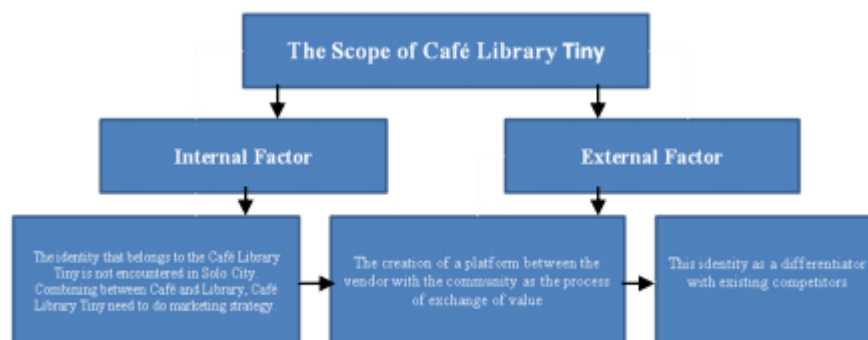 The Scope of Café Library Tiny
Internal Factor
External Factor
The identity that belongs to the Café Library
Tiny is not encountered in Solo City.
Combining between Café and Library, Café
Library Tiny need to do marketing strategy.
The creation of a platform between the
vendor with the community as the process
of exchange of value
This identity as a differentiator
with existing competitors